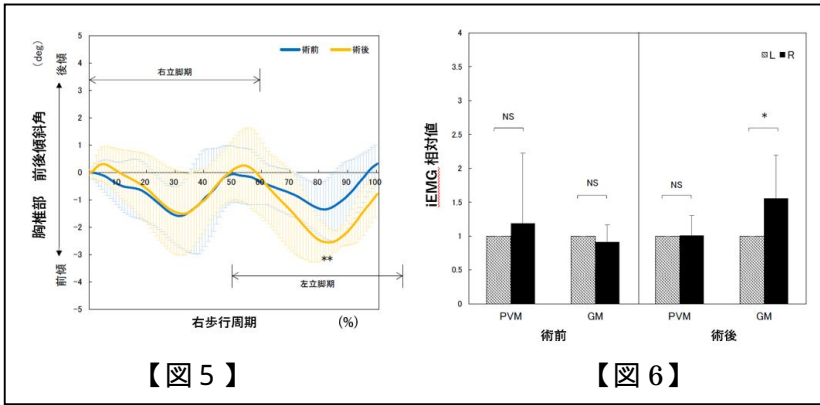 5
4
3
2
1
0
-1
-2
-3
-4
-5
(deg)
後傾
前傾
胸椎部 前後傾斜角
術前 術後
右立脚期
10 20 30 40 50 60 70 80 90 100
**
左立脚期
右歩行周期 (%)
【図5】
4
3.5
3
2.5
2
1.5
1
0.5
0
iEMG 相対値
L R
NS
NS
NS
*
PVM GM PVM GM
術前 術後
【図6】